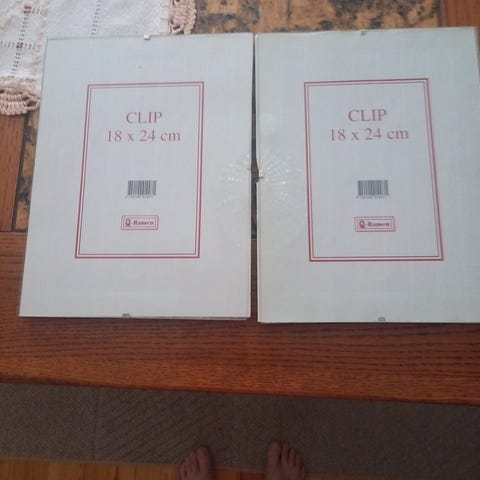 CLIP
18 x 24 cm
Q-Ramen
CLIP
18 x 24 cm
Q-Ramen